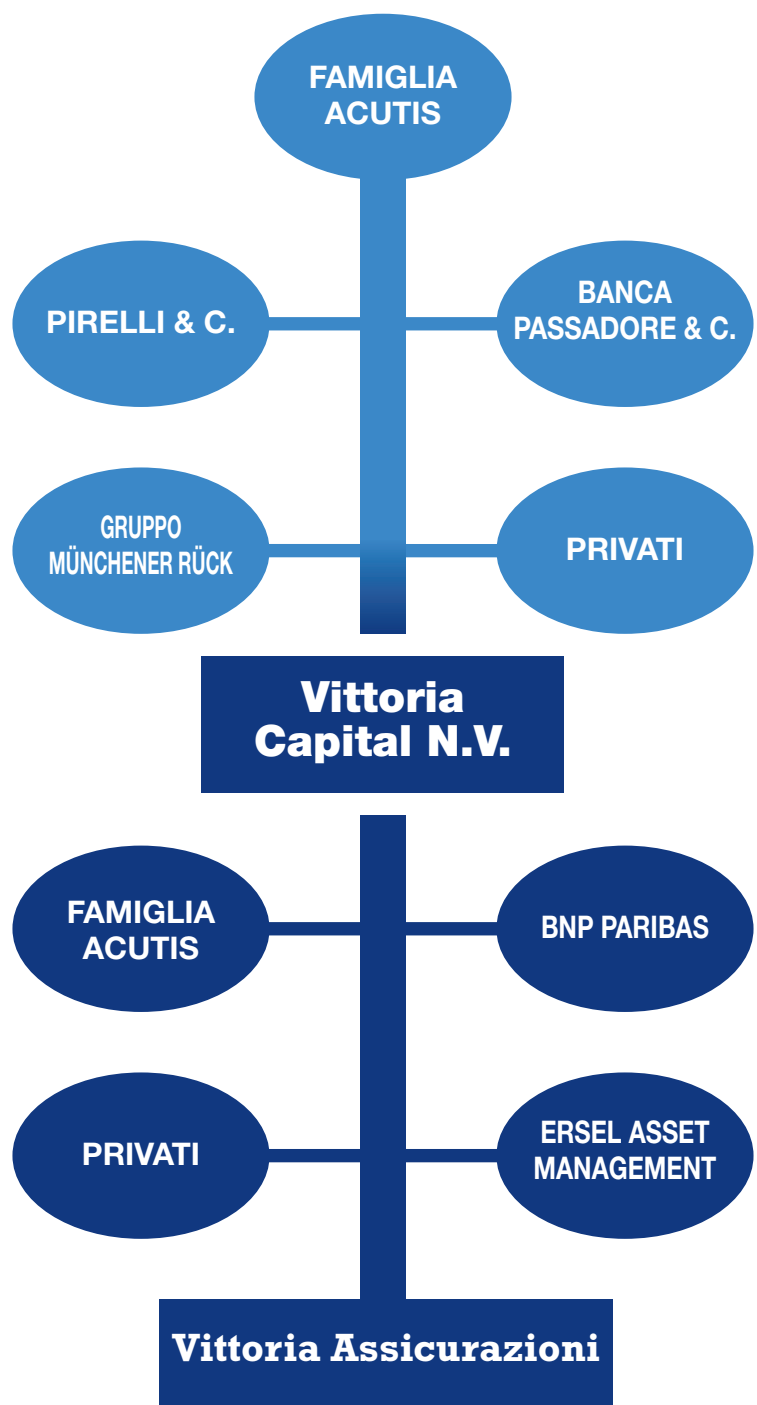 FAMIGLIA
ACUTIS
PIRELLI & C.
BANCA
PASSADORE & C.
GRUPPO
MÜNCHENER RÜCK
PRIVATI
Vittoria
Capital N.V.
FAMIGLIA
ACUTIS
BNP PARIBAS
PRIVATI
ERSEL ASSET
MANAGEMENT
Vittoria Assicurazioni